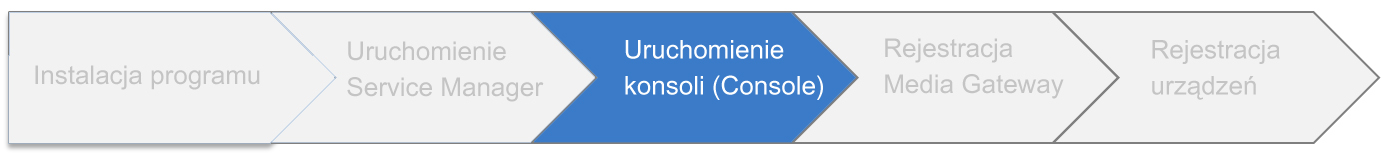 Instalacja programu
Uruchomienie
Service Manager
Uruchomienie
konsoli (Console)
Rejestracja
Media Gateway
Rejestracja
urządzeń